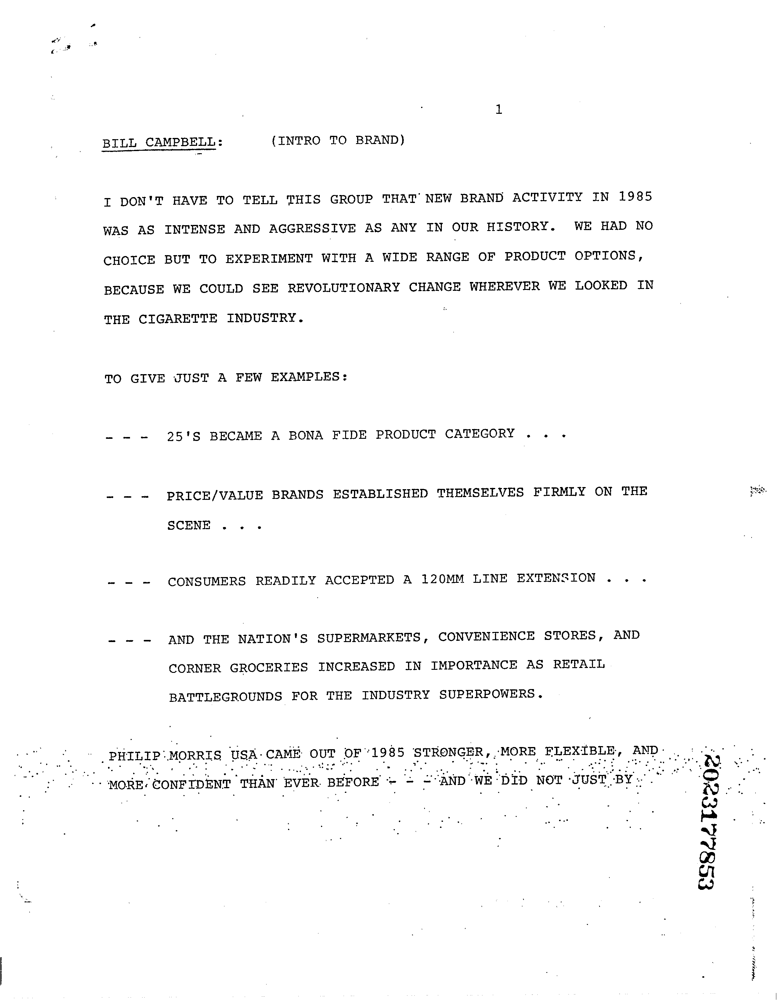 1
BILL CAMPBELL: (INTRO TO BRAND)
I DON'T HAVE TO TELL THIS GROUP THAT NEW BRAND ACTIVITY IN 1985
WAS AS INTENSE AND AGGRESSIVE AS ANY IN OUR HISTORY. WE HAD NO
CHOICE BUT TO EXPERIMENT WITH A WIDE RANGE OF PRODUCT OPTIONS,
BECAUSE WE COULD SEE REVOLUTIONARY CHANGE WHEREVER WE LOOKED IN
THE CIGARETTE INDUSTRY.
TO GIVE JUST A FEW EXAMPLES:
- - - 25'S BECAME A BONA FIDE PRODUCT CATEGORY . . .
- - - PRICE/VALUE BRANDS ESTABLISHED THEMSELVES FIRMLY ON THE
SCENE . . .
- - - CONSUMERS READILY ACCEPTED A 120MM LINE EXTENSION . . .
- - - AND THE NATION'S SUPERMARKETS, CONVENIENCE STORES, AND
CORNER GROCERIES INCREASED IN IMPORTANCE AS RETAIL
BATTLEGROUNDS FOR THE INDUSTRY SUPERPOWERS.
PHILIP MORRIS USA CAME OUT OF 1985 STRONGER, MORE FLEXIBLE, AND
MORE CONFIDENT THAN EVER BEFORE - - - AND WE DID NOT JUST BY
2023177853